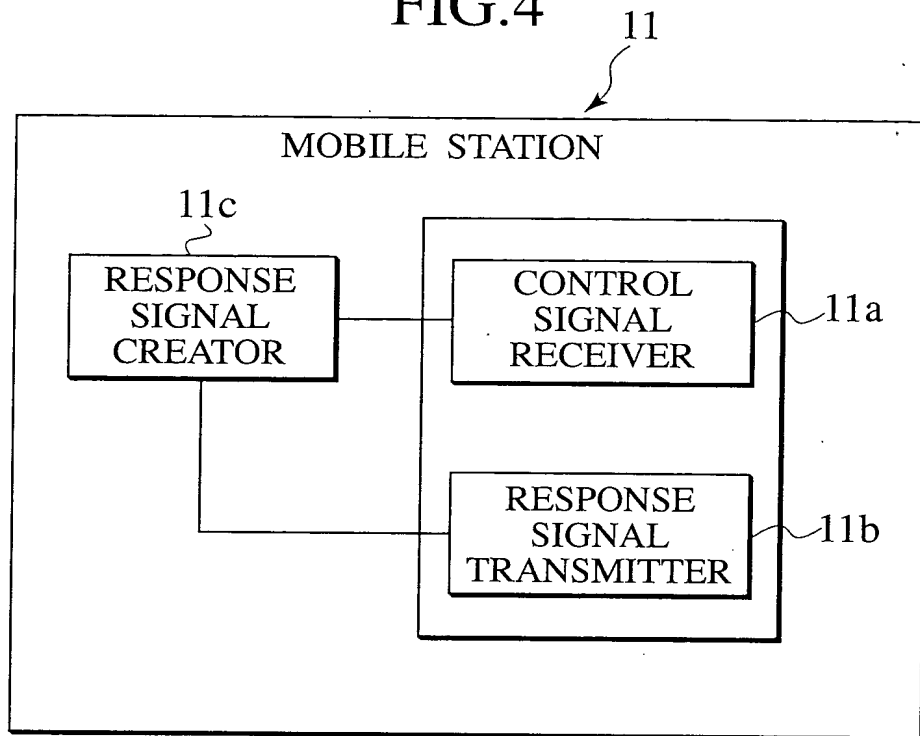 FIG.4
11
MOBILE STATION
11c
RESPONSE
SIGNAL
CREATOR
CONTROL
SIGNAL
RECEIVER
11a
RESPONSE
SIGNAL
TRANSMITTER
11b